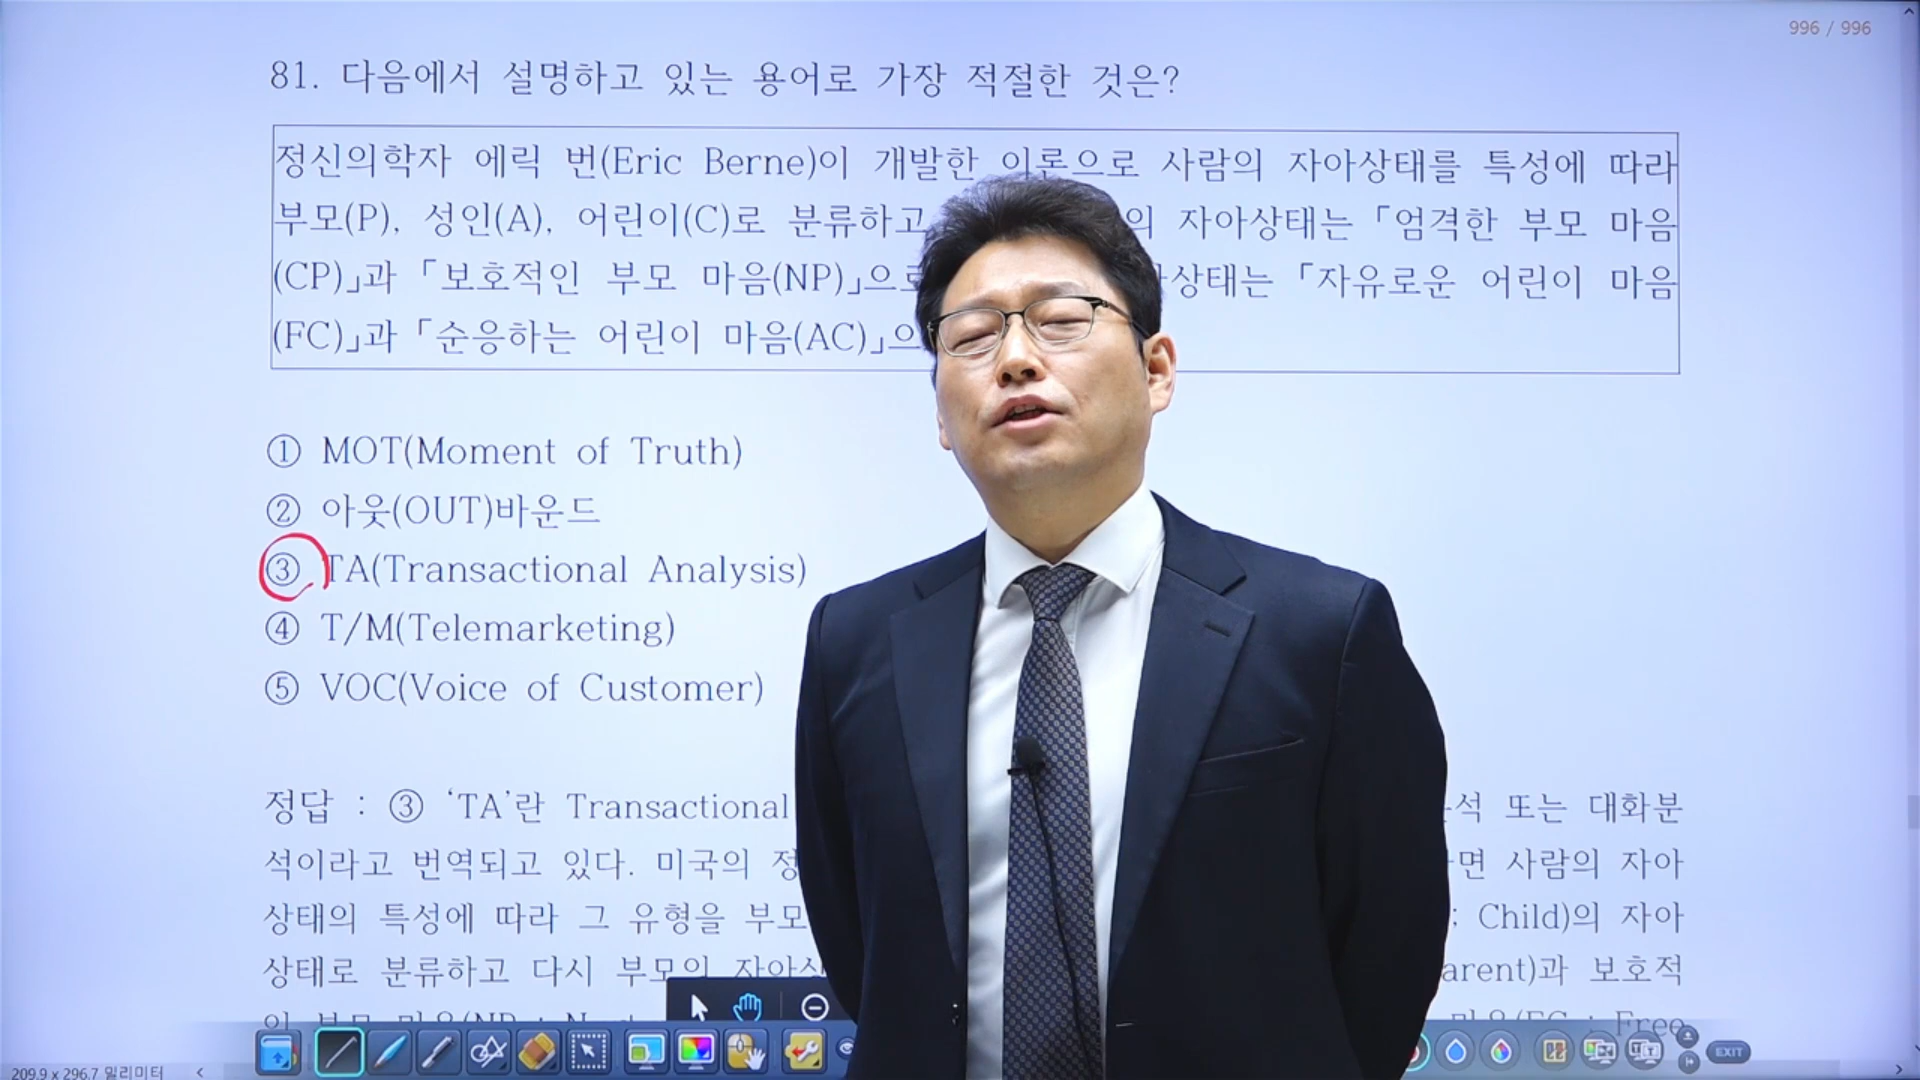 996 / 996
81. 다음에서 설명하고 있는 용어로 가장 적절한 것은?
정신의학자 에릭 번(Eric Berne)이 개발한 이론으로 사람의 자아상태를 특성에 따라
부모(P), 성인(A), 어린이(C)로 분류하고 의 자아상태는 「엄격한 부모 마음
(CP)」과 「보호적인 부모 마음(NP)」으로 상태는 「자유로운 어린이 마음
(FC)」과 「순응하는 어린이 마음(AC)」으
① MOT(Moment of Truth)
② 아웃(OUT)바운드
③ TA(Transactional Analysis)
④ T/M(Telemarketing)
⑤ VOC(Voice of Customer)
정답 : ③ ‘TA’란 Transactional 석 또는 대화분
석이라고 번역되고 있다. 미국의 정 면 사람의 자아
상태의 특성에 따라 그 유형을 부모 : Child)의 자아
상태로 분류하고 다시 부모의 자아상 arent)과 보호적
Free
EXIT
209.9 x 296.7 밀리미터